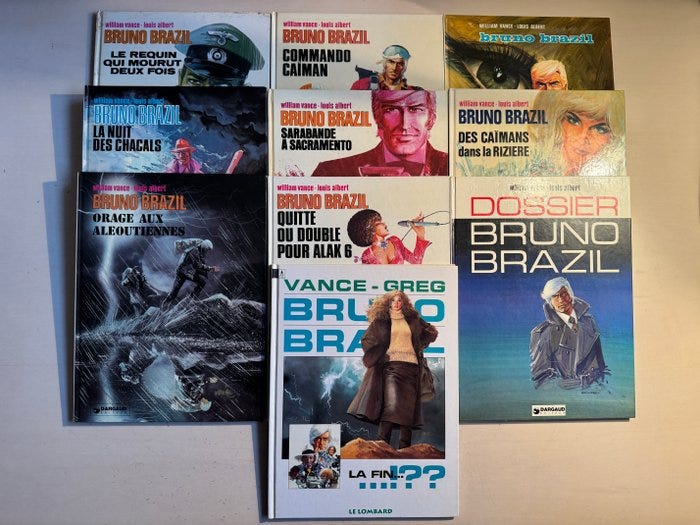 william vance - louis albert
BRUNO BRAZIL
LE REQUIN
QUI MOURUT
DEUX FOIS
william vance - louis albert
BRUNO BRAZIL
COMMANDO
CAÏMAN
WILLIAM VANCE - LOUIS ALBERT
bruno brazil
william vance - louis albert
BRUNO BRAZIL
LA NUIT
DES CHACALS
william vance - louis albert
BRUNO BRAZIL
SARABANDE
À SACRAMENTO
william vance - louis albert
BRUNO BRAZIL
DES CAÏMANS
dans la RIZIERE
william vance - louis albert
BRUNO BRAZIL
ORAGE AUX
ALEOUTIENNES
DARGAUD
william vance - louis albert
BRUNO BRAZIL
QUITTE
OU DOUBLE
POUR ALAK 6
william vance - louis albert
DOSSIER
BRUNO
BRAZIL
DARGAUD
VANCE - GREG
BRUNO
BRAZIL
LA FIN...
...!??
LE LOMBARD